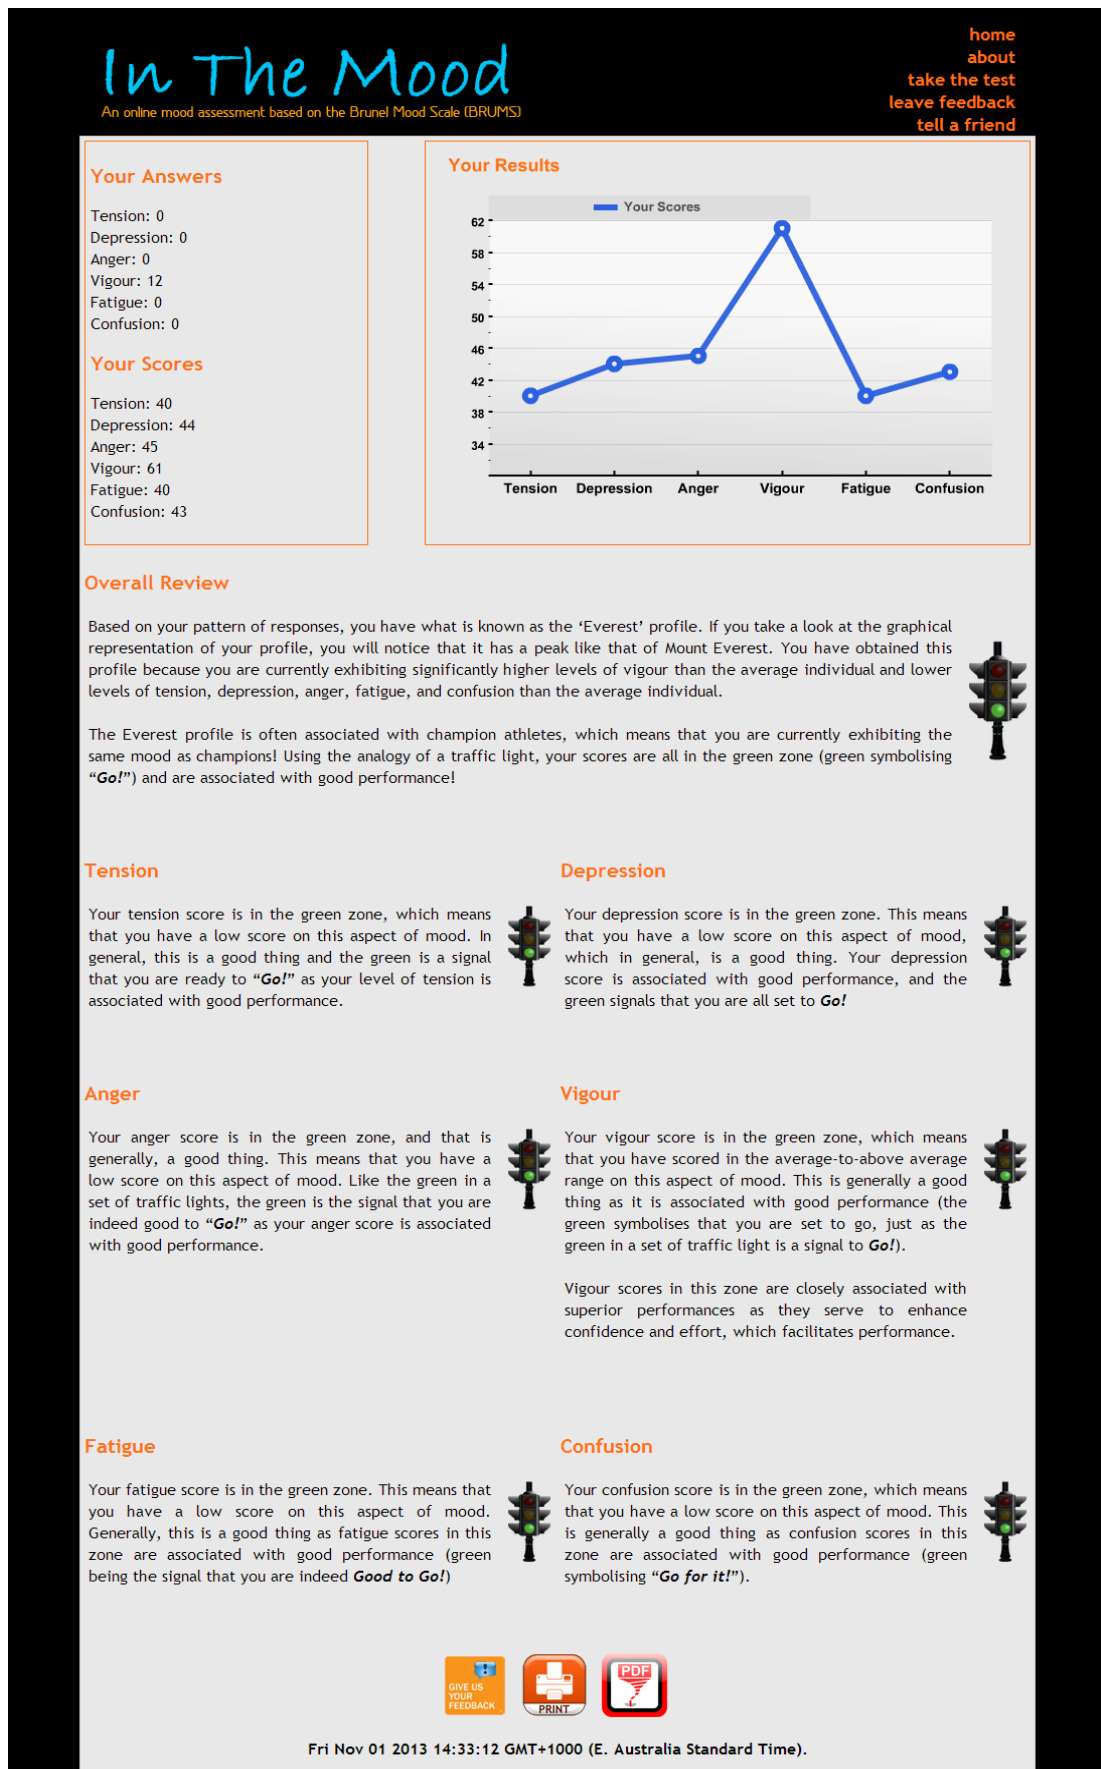 In The Mood
An online mood assessment based on the Brunel Mood Scale (BRUMS)
home
about
take the test
leave feedback
tell a friend
Your Answers
Tension: 0
Depression: 0
Anger: 0
Vigour: 12
Fatigue: 0
Confusion: 0
Your Scores
Tension: 40
Depression: 44
Anger: 45
Vigour: 61
Fatigue: 40
Confusion: 43
Your Results
Your Scores
62
58
54
50
46
42
38
34
Tension Depression Anger Vigour Fatigue Confusion
Overall Review
Based on your pattern of responses, you have what is known as the ‘Everest’ profile. If you take a look at the graphical
representation of your profile, you will notice that it has a peak like that of Mount Everest. You have obtained this
profile because you are currently exhibiting significantly higher levels of vigour than the average individual and lower
levels of tension, depression, anger, fatigue, and confusion than the average individual.
The Everest profile is often associated with champion athletes, which means that you are currently exhibiting the
same mood as champions! Using the analogy of a traffic light, your scores are all in the green zone (green symbolising
“Go!”) and are associated with good performance!
Tension
Your tension score is in the green zone, which means
that you have a low score on this aspect of mood. In
general, this is a good thing and the green is a signal
that you are ready to “Go!” as your level of tension is
associated with good performance.
Depression
Your depression score is in the green zone. This means
that you have a low score on this aspect of mood,
which in general, is a good thing. Your depression
score is associated with good performance, and the
green signals that you are all set to Go!
Anger
Your anger score is in the green zone, and that is
generally, a good thing. This means that you have a
low score on this aspect of mood. Like the green in a
set of traffic lights, the green is the signal that you are
indeed good to “Go!” as your anger score is associated
with good performance.
Vigour
Your vigour score is in the green zone, which means
that you have scored in the average-to-above average
range on this aspect of mood. This is generally a good
thing as it is associated with good performance (the
green symbolises that you are set to go, just as the
green in a set of traffic light is a signal to Go!).
Vigour scores in this zone are closely associated with
superior performances as they serve to enhance
confidence and effort, which facilitates performance.
Fatigue
Your fatigue score is in the green zone. This means that
you have a low score on this aspect of mood.
Generally, this is a good thing as fatigue scores in this
zone are associated with good performance (green
being the signal that you are indeed Good to Go!)
Confusion
Your confusion score is in the green zone, which means
that you have a low score on this aspect of mood. This
is generally a good thing as confusion scores in this
zone are associated with good performance (green
symbolising “Go for it!”).
GIVE US
YOUR
FEEDBACK
PRINT
PDF
Fri Nov 01 2013 14:33:12 GMT+1000 (E. Australia Standard Time).